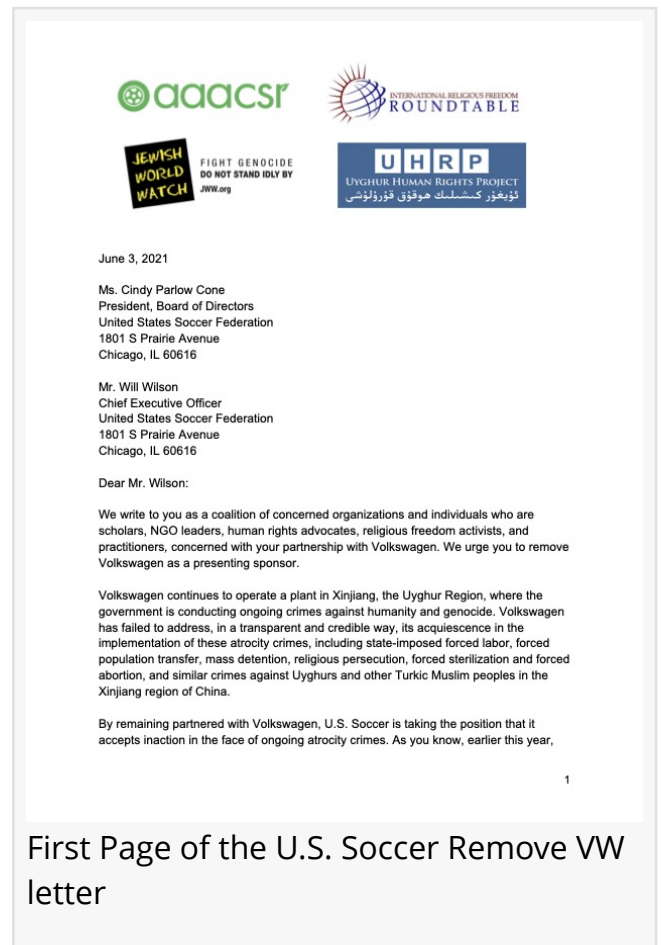 aaacsr
INTERNATIONAL RELIGIOUS FREEDOM
ROUNDTABLE
JEWISH
WORLD
WATCH
FIGHT GENOCIDE
DO NOT STAND IDLY BY
JWW.org
UHRP
UYGHUR HUMAN RIGHTS PROJECT
ئۇيغۇر كىشىلىك ھوقۇق قۇرۇلۇشى
June 3, 2021
Ms. Cindy Parlow Cone
President, Board of Directors
United States Soccer Federation
1801 S Prairie Avenue
Chicago, IL 60616
Mr. Will Wilson
Chief Executive Officer
United States Soccer Federation
1801 S Prairie Avenue
Chicago, IL 60616
Dear Mr. Wilson:
We write to you as a coalition of concerned organizations and individuals who are
scholars, NGO leaders, human rights advocates, religious freedom activists, and
practitioners, concerned with your partnership with Volkswagen. We urge you to remove
Volkswagen as a presenting sponsor.
Volkswagen continues to operate a plant in Xinjiang, the Uyghur Region, where the
government is conducting ongoing crimes against humanity and genocide. Volkswagen
has failed to address, in a transparent and credible way, its acquiescence in the
implementation of these atrocity crimes, including state-imposed forced labor, forced
population transfer, mass detention, religious persecution, forced sterilization and forced
abortion, and similar crimes against Uyghurs and other Turkic Muslim peoples in the
Xinjiang region of China.
By remaining partnered with Volkswagen, U.S. Soccer is taking the position that it
accepts inaction in the face of ongoing atrocity crimes. As you know, earlier this year,
1
First Page of the U.S. Soccer Remove VW
letter